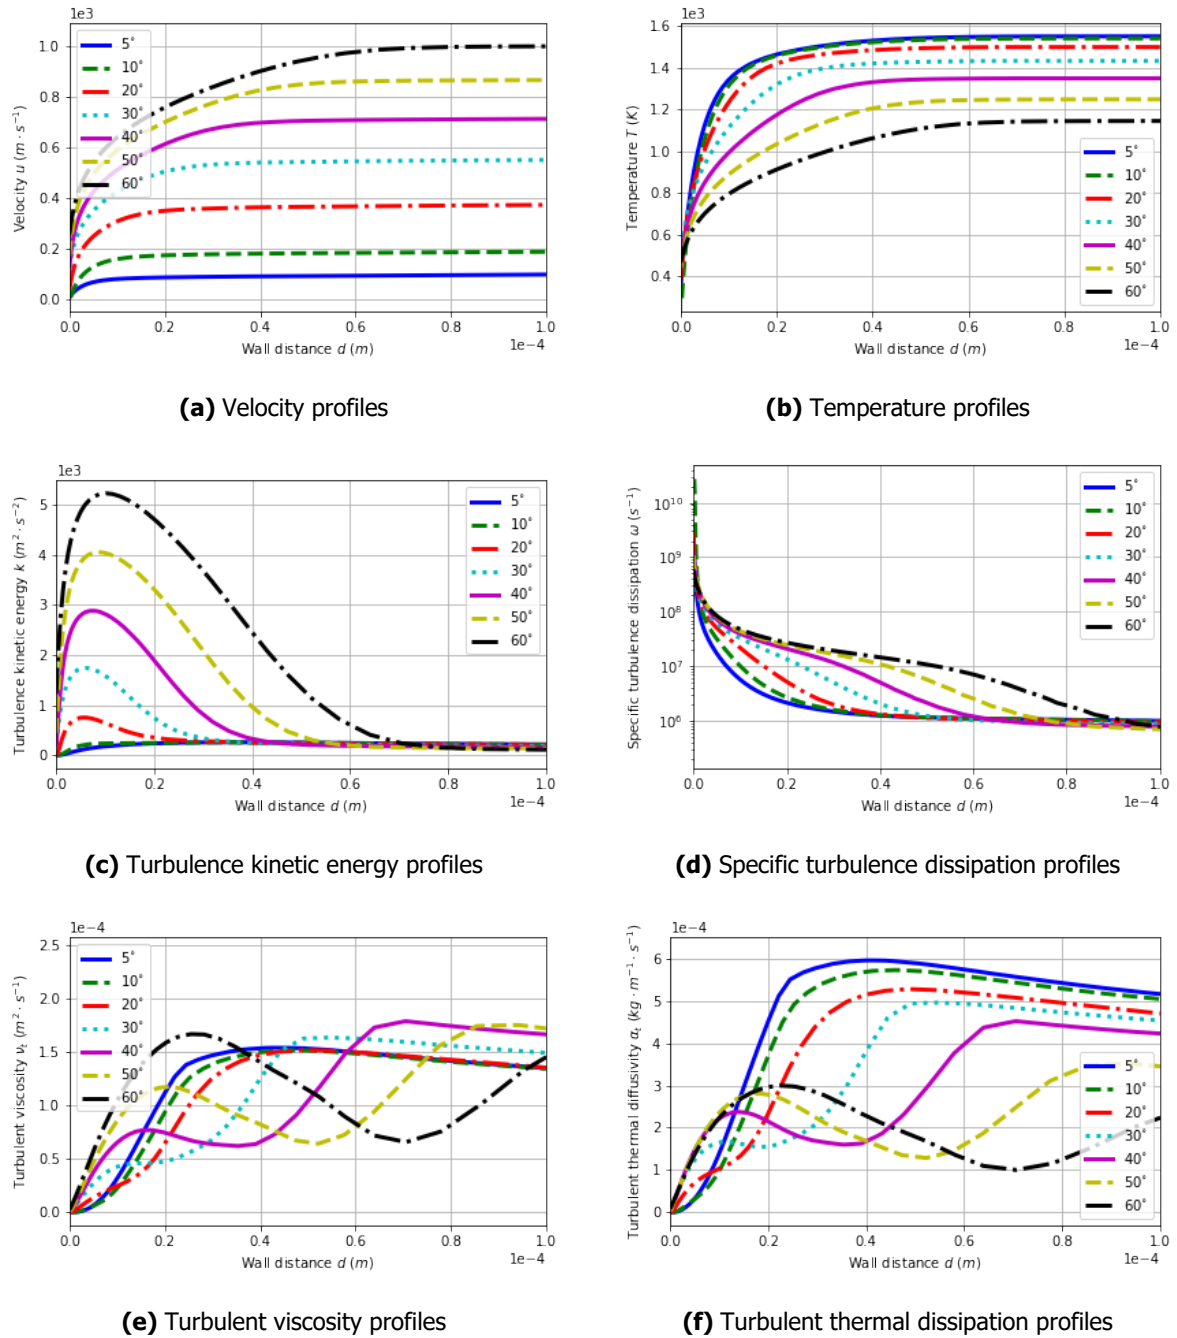 1e3
Velocity u (m · s⁻¹)
1.0
0.8
0.6
0.4
0.2
0.0
5°
10°
20°
30°
40°
50°
60°
0.0 0.2 0.4 0.6 0.8 1.0
Wall distance d (m)
1e−4
(a) Velocity profiles
1e3
Temperature T (K)
1.6
1.4
1.2
1.0
0.8
0.6
0.4
5°
10°
20°
30°
40°
50°
60°
0.0 0.2 0.4 0.6 0.8 1.0
Wall distance d (m)
1e−4
(b) Temperature profiles
1e3
Turbulence kinetic energy k (m² · s⁻²)
5
4
3
2
1
0
5°
10°
20°
30°
40°
50°
60°
0.0 0.2 0.4 0.6 0.8 1.0
Wall distance d (m)
1e−4
(c) Turbulence kinetic energy profiles
Specific turbulence dissipation ω (s⁻¹)
10¹⁰
10⁹
10⁸
10⁷
10⁶
5°
10°
20°
30°
40°
50°
60°
0.0 0.2 0.4 0.6 0.8 1.0
Wall distance d (m)
1e−4
(d) Specific turbulence dissipation profiles
1e−4
Turbulent viscosity νₜ (m² · s⁻¹)
2.5
2.0
1.5
1.0
0.5
0.0
5°
10°
20°
30°
40°
50°
60°
0.0 0.2 0.4 0.6 0.8 1.0
Wall distance d (m)
1e−4
(e) Turbulent viscosity profiles
1e−4
Turbulent thermal diffusivity αₜ (kg · m⁻¹ · s⁻¹)
6
5
4
3
2
1
0
5°
10°
20°
30°
40°
50°
60°
0.0 0.2 0.4 0.6 0.8 1.0
Wall distance d (m)
1e−4
(f) Turbulent thermal dissipation profiles